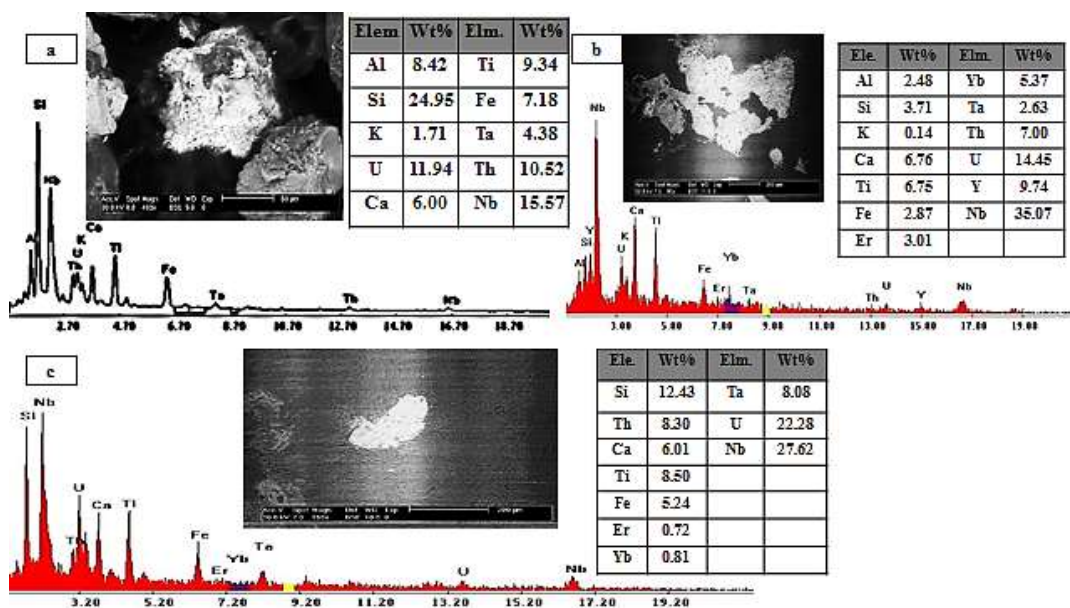 a
Elem Wt% Elm. Wt%
Al 8.42 Ti 9.34
Si 24.95 Fe 7.18
K 1.71 Ta 4.38
U 11.94 Th 10.52
Ca 6.00 Nb 15.57
Si
Nb
Al
Th
U
K
Ca
Ti
Fe
Ta
Th
Nb
2.70 4.70 6.70 8.70 10.70 12.70 14.70 16.70 18.70
b
Ele. Wt% Elm. Wt%
Al 2.48 Yb 5.37
Si 3.71 Ta 2.63
K 0.14 Th 7.00
Ca 6.76 U 14.45
Ti 6.75 Y 9.74
Fe 2.87 Nb 35.07
Er 3.01
Nb
Al
Si
Y
U
K
Ca
Ti
Fe
Er
Yb
Ta
Th
U
Y
Nb
3.00 5.00 7.00 9.00 11.00 13.00 15.00 17.00 19.00
c
Ele. Wt% Elm. Wt%
Si 12.43 Ta 8.08
Th 8.30 U 22.28
Ca 6.01 Nb 27.62
Ti 8.50
Fe 5.24
Er 0.72
Yb 0.81
Si
Nb
Th
U
Ca
Ti
Fe
Er
Yb
Ta
U
Nb
3.20 5.20 7.20 9.20 11.20 13.20 15.20 17.20 19.20